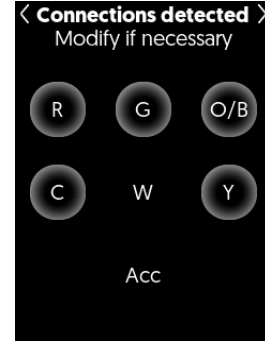 < Connections detected >
Modify if necessary
R G O/B
C W Y
Acc